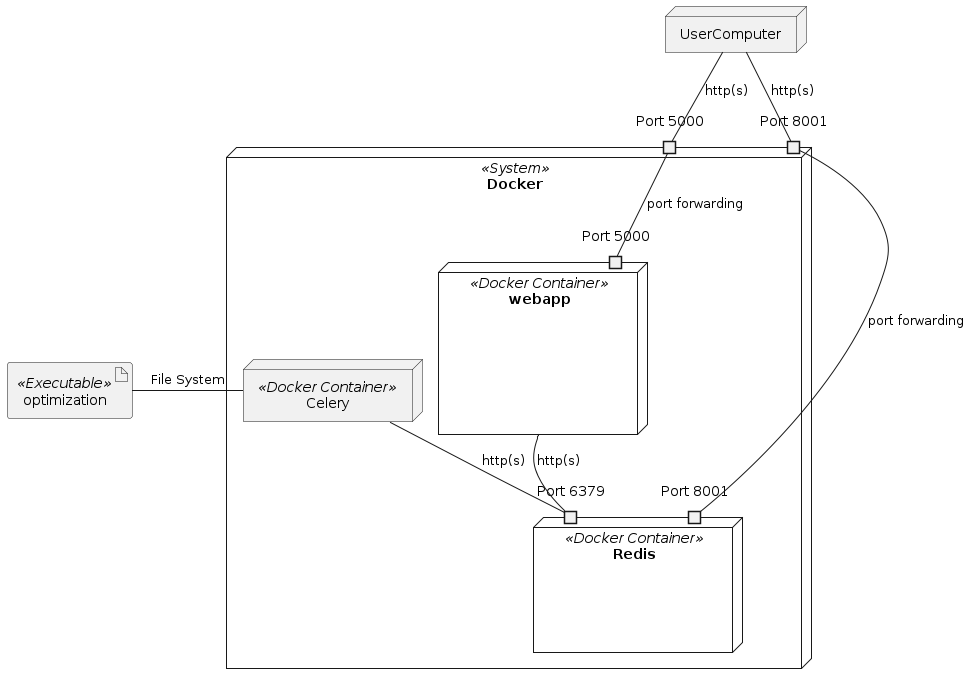 UserComputer
http(s)
http(s)
Port 5000
Port 8001
«System»
Docker
port forwarding
Port 5000
«Docker Container»
webapp
port forwarding
«Executable»
optimization
File System
«Docker Container»
Celery
http(s)
http(s)
Port 6379
Port 8001
«Docker Container»
Redis